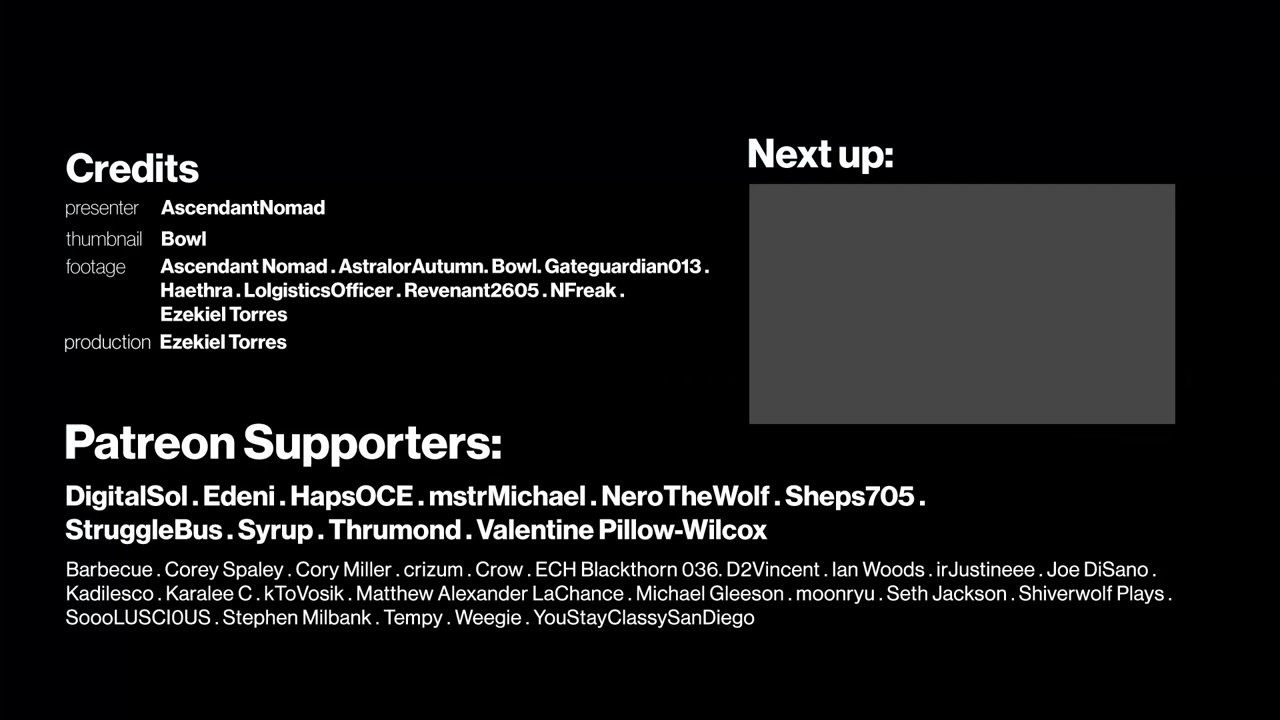 Credits
presenter AscendantNomad
thumbnail Bowl
footage Ascendant Nomad . AstralorAutumn. Bowl. Gateguardian013 .
Haethra . LolgisticsOfficer . Revenant2605 . NFreak .
Ezekiel Torres
production Ezekiel Torres
Next up:
Patreon Supporters:
DigitalSol . Edeni . HapsOCE . mstrMichael . NeroTheWolf . Sheps705 .
StruggleBus . Syrup . Thrumond . Valentine Pillow-Wilcox
Barbecue . Corey Spaley . Cory Miller . crizum . Crow . ECH Blackthorn 036. D2Vincent . Ian Woods . irJustineee . Joe DiSano .
Kadilesco . Karalee C . kToVosik . Matthew Alexander LaChance . Michael Gleeson . moonryu . Seth Jackson . Shiverwolf Plays .
SoooLUSCI0US . Stephen Milbank . Tempy . Weegie . YouStayClassySanDiego